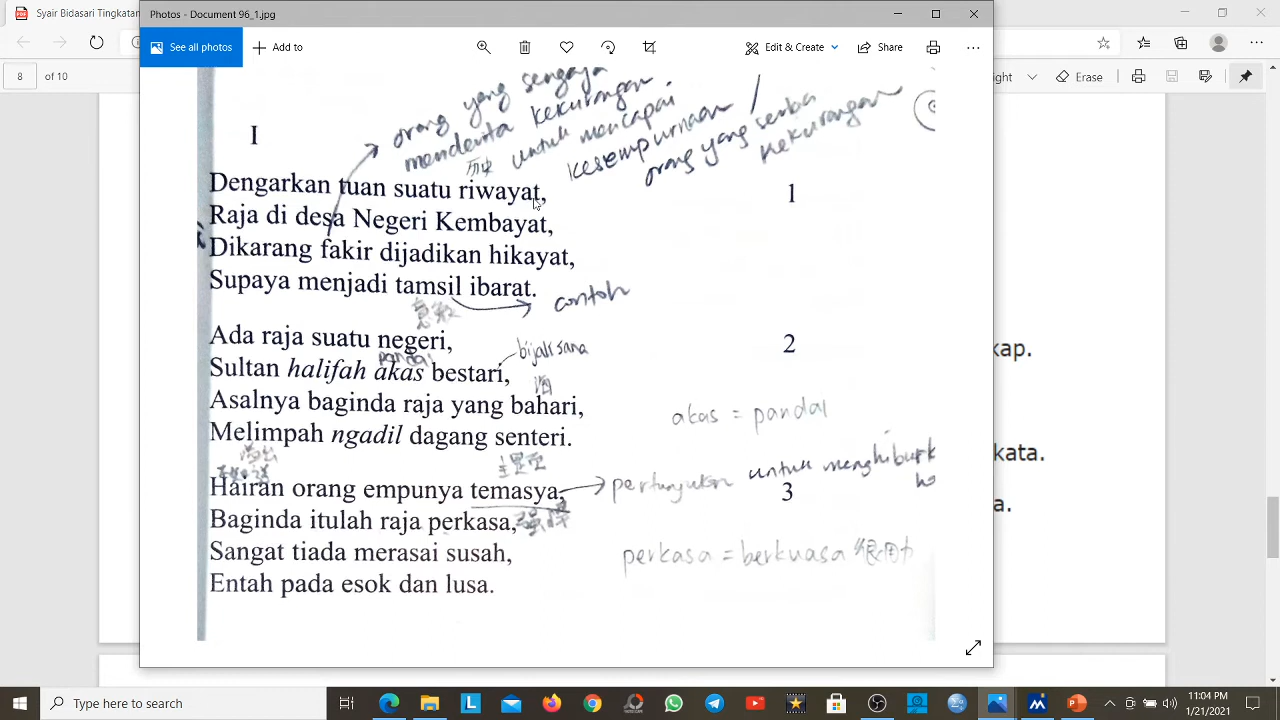 Syair Bidasari Tingkatan
Photos - Document 96_1.jpg
See all photos
Add to
Edit & Create
Share
Erase
8 of 10
orang yang sengaja
menderita kekurangan
untuk mencapai
kesempurnaan /
orang yang serba
kekurangan
I
历史
Dengarkan tuan suatu riwayat,
1
Raja di desa Negeri Kembayat,
Dikarang fakir dijadikan hikayat,
Supaya menjadi tamsil ibarat.
contoh
Ada raja suatu negeri,
2
bijaksana
pandai
Sultan halifah akas bestari,
Asalnya baginda raja yang bahari,
akas = pandai
Melimpah ngadil dagang senteri.
Hairan orang empunya temasya,
pertunjukan untuk menghiburk
3
Baginda itulah raja perkasa,
Sangat tiada merasai susah,
perkasa = berkuasa
Entah pada esok dan lusa.
kap.
kata.
a.
Type here to search
11:04 PM
1/21/2021